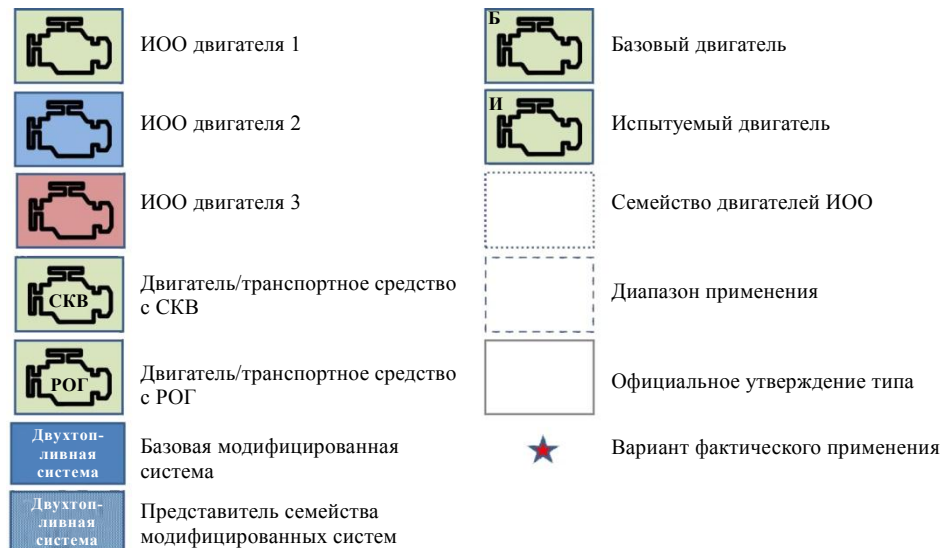 ИОО двигателя 1
Б
Базовый двигатель
ИОО двигателя 2
И
Испытуемый двигатель
ИОО двигателя 3
Семейство двигателей ИОО
СКВ
Двигатель/транспортное средство
с СКВ
Диапазон применения
РОГ
Двигатель/транспортное средство
с РОГ
Официальное утверждение типа
Двухтоп-
ливная
система
Базовая модифицированная
система
Вариант фактического применения
Двухтоп-
ливная
система
Представитель семейства
модифицированных систем